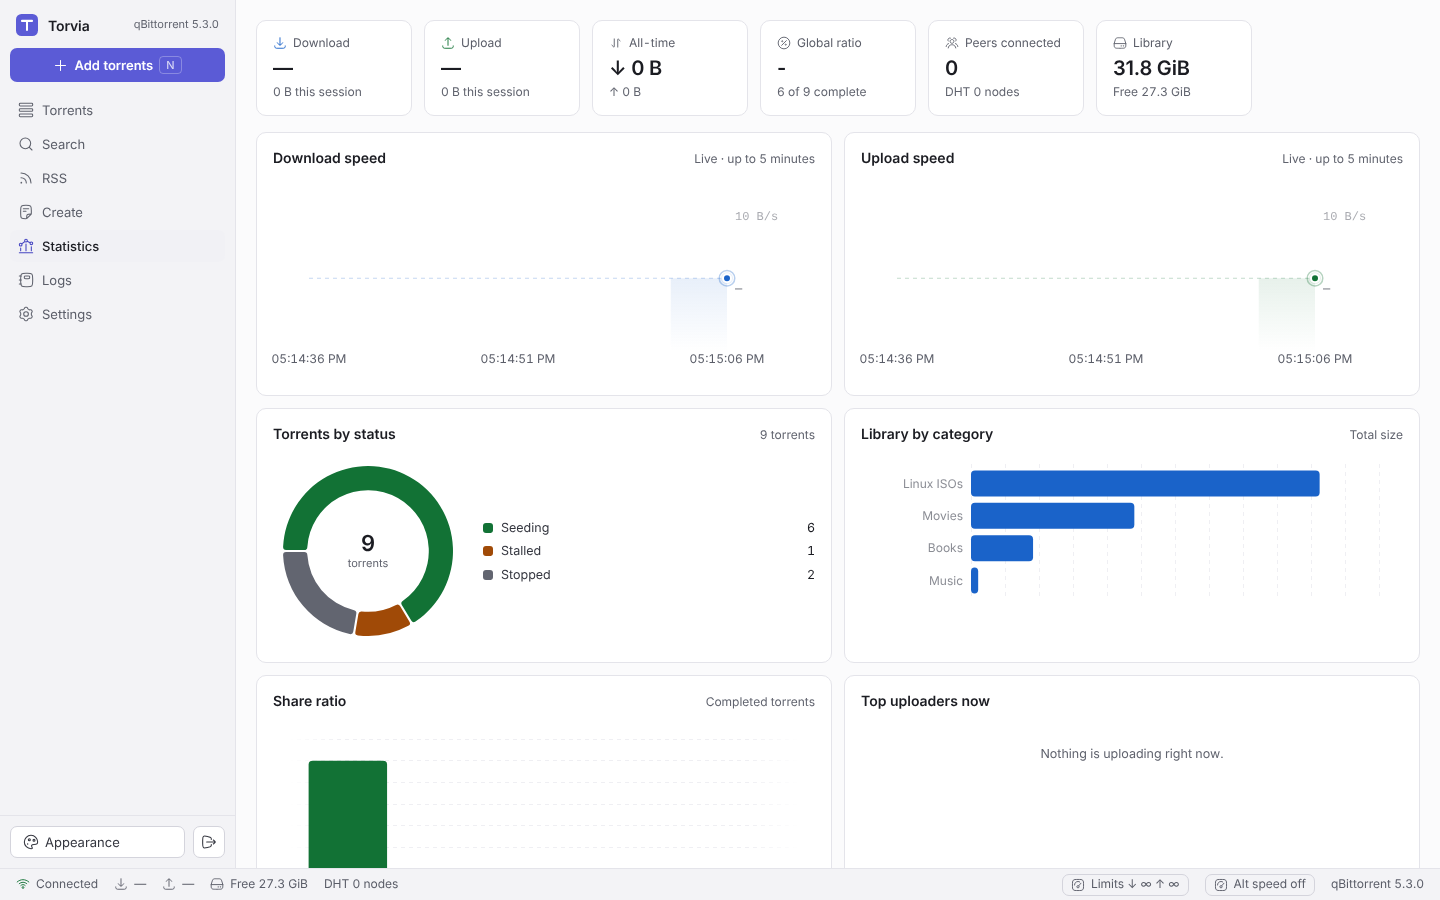 Torvia
qBittorrent 5.3.0
Add torrents N
Torrents
Search
RSS
Create
Statistics
Logs
Settings
Appearance
Download
—
0 B this session
Upload
—
0 B this session
All-time
↓ 0 B
↑ 0 B
Global ratio
-
6 of 9 complete
Peers connected
0
DHT 0 nodes
Library
31.8 GiB
Free 27.3 GiB
Download speed
Live · up to 5 minutes
10 B/s
—
05:14:36 PM 05:14:51 PM 05:15:06 PM
Upload speed
Live · up to 5 minutes
10 B/s
—
05:14:36 PM 05:14:51 PM 05:15:06 PM
Torrents by status
9 torrents
9
torrents
Seeding 6
Stalled 1
Stopped 2
Library by category
Total size
Linux ISOs
Movies
Books
Music
Share ratio
Completed torrents
Top uploaders now
Nothing is uploading right now.
Connected — — Free 27.3 GiB DHT 0 nodes
Limits ↓ ∞ ↑ ∞ Alt speed off qBittorrent 5.3.0